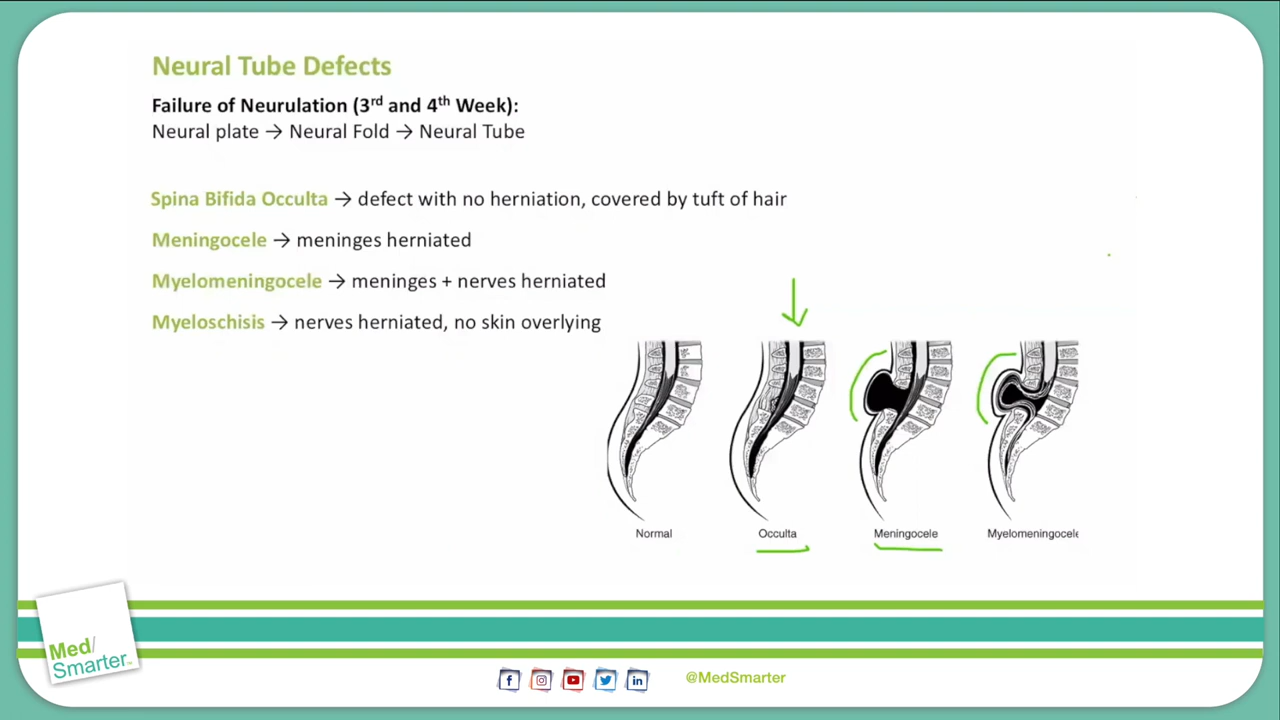 Neural Tube Defects
Failure of Neurulation (3rd and 4th Week):
Neural plate → Neural Fold → Neural Tube
Spina Bifida Occulta → defect with no herniation, covered by tuft of hair
Meningocele → meninges herniated
Myelomeningocele → meninges + nerves herniated
Myeloschisis → nerves herniated, no skin overlying
Normal
Occulta
Meningocele
Myelomeningocele
Med/
Smarter
@MedSmarter